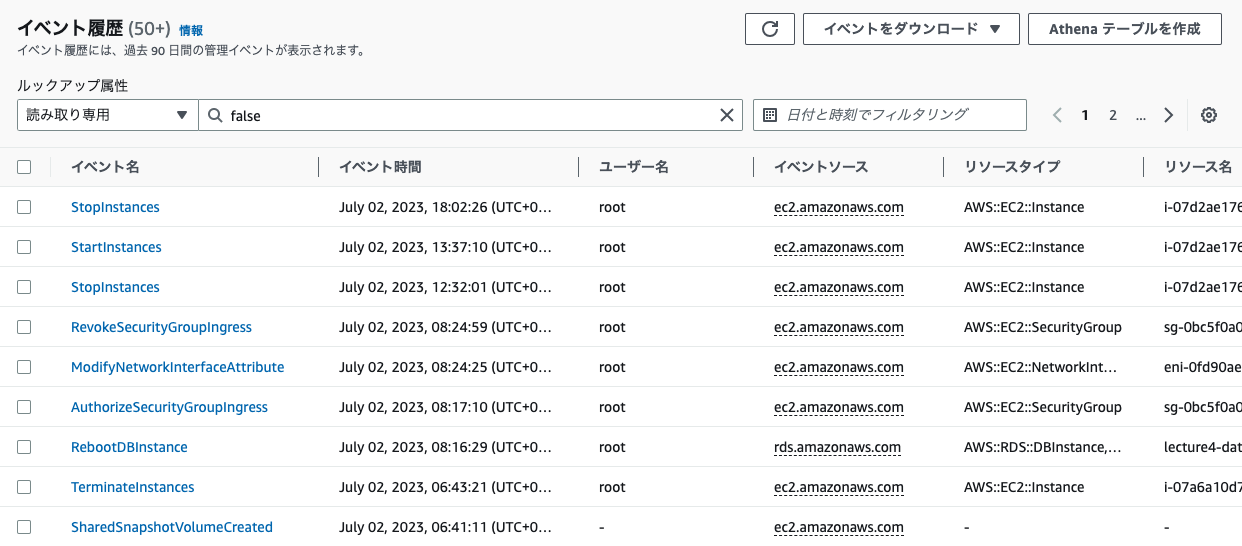 イベント履歴 (50+) 情報
イベント履歴には、過去 90 日間の管理イベントが表示されます。
イベントをダウンロード ▼
Athena テーブルを作成
ルックアップ属性
読み取り専用 ▼ false
日付と時刻でフィルタリング
1 2 ...
イベント名 イベント時間 ユーザー名 イベントソース リソースタイプ リソース名
StopInstances July 02, 2023, 18:02:26 (UTC+0… root ec2.amazonaws.com AWS::EC2::Instance i-07d2ae176
StartInstances July 02, 2023, 13:37:10 (UTC+0… root ec2.amazonaws.com AWS::EC2::Instance i-07d2ae176
StopInstances July 02, 2023, 12:32:01 (UTC+0… root ec2.amazonaws.com AWS::EC2::Instance i-07d2ae176
RevokeSecurityGroupIngress July 02, 2023, 08:24:59 (UTC+0… root ec2.amazonaws.com AWS::EC2::SecurityGroup sg-0bc5f0a0
ModifyNetworkInterfaceAttribute July 02, 2023, 08:24:25 (UTC+0… root ec2.amazonaws.com AWS::EC2::NetworkInt… eni-0fd90ae
AuthorizeSecurityGroupIngress July 02, 2023, 08:17:10 (UTC+0… root ec2.amazonaws.com AWS::EC2::SecurityGroup sg-0bc5f0a0
RebootDBInstance July 02, 2023, 08:16:29 (UTC+0… root rds.amazonaws.com AWS::RDS::DBInstance,… lecture4-dat
TerminateInstances July 02, 2023, 06:43:21 (UTC+0… root ec2.amazonaws.com AWS::EC2::Instance i-07a6a10d7
SharedSnapshotVolumeCreated July 02, 2023, 06:41:11 (UTC+0… - ec2.amazonaws.com - -